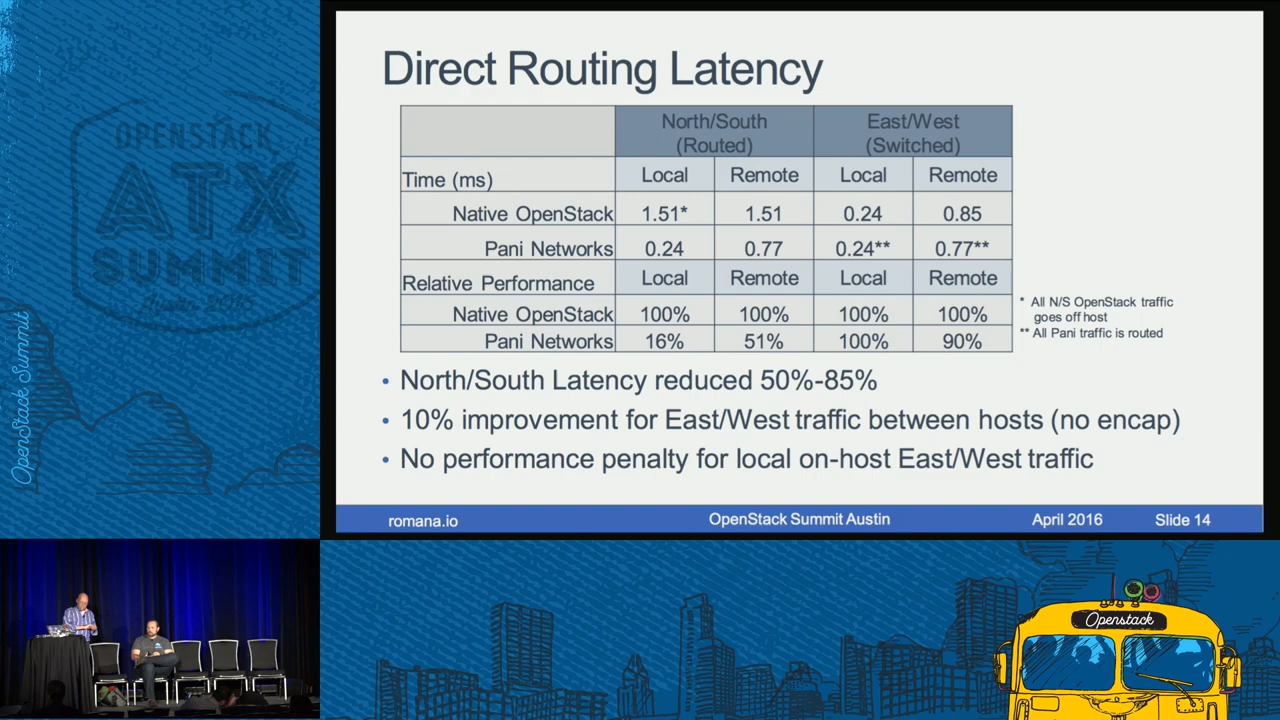 OPENSTACK
ATX
SUMMIT
Austin 2016
OpenStack Summit
Direct Routing Latency
North/South (Routed) East/West (Switched)
Time (ms) Local Remote Local Remote
Native OpenStack 1.51* 1.51 0.24 0.85
Pani Networks 0.24 0.77 0.24** 0.77**
Relative Performance Local Remote Local Remote
Native OpenStack 100% 100% 100% 100%
Pani Networks 16% 51% 100% 90%
* All N/S OpenStack traffic
goes off host
** All Pani traffic is routed
• North/South Latency reduced 50%-85%
• 10% improvement for East/West traffic between hosts (no encap)
• No performance penalty for local on-host East/West traffic
romana.io OpenStack Summit Austin April 2016 Slide 14
Openstack